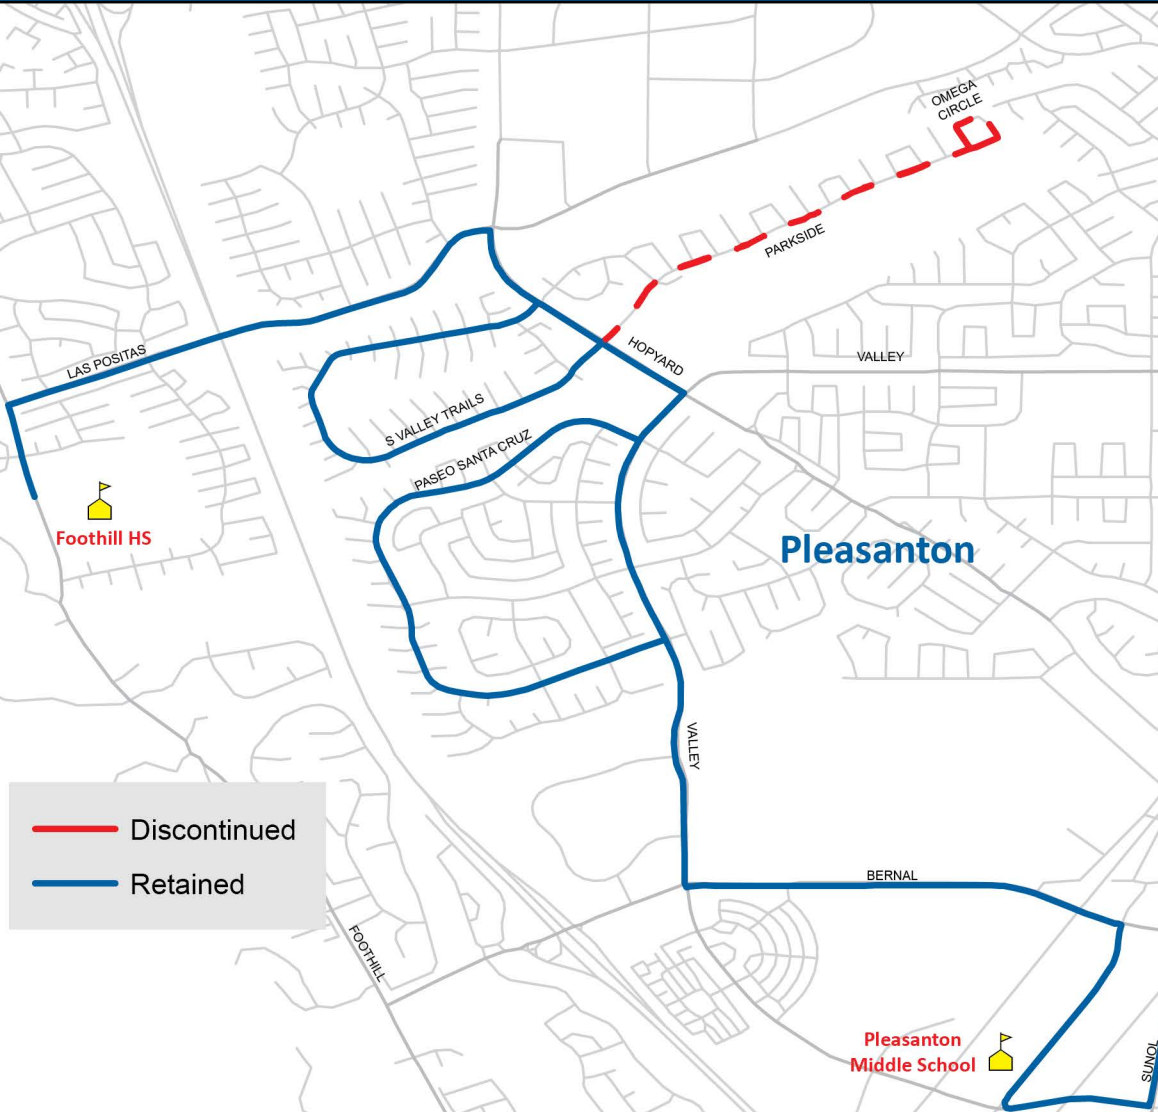 OMEGA
CIRCLE
PARKSIDE
HOPYARD
VALLEY
LAS POSITAS
S VALLEY TRAILS
PASEO SANTA CRUZ
Foothill HS
Pleasanton
VALLEY
Discontinued
Retained
BERNAL
FOOTHILL
Pleasanton
Middle School
SUNOL